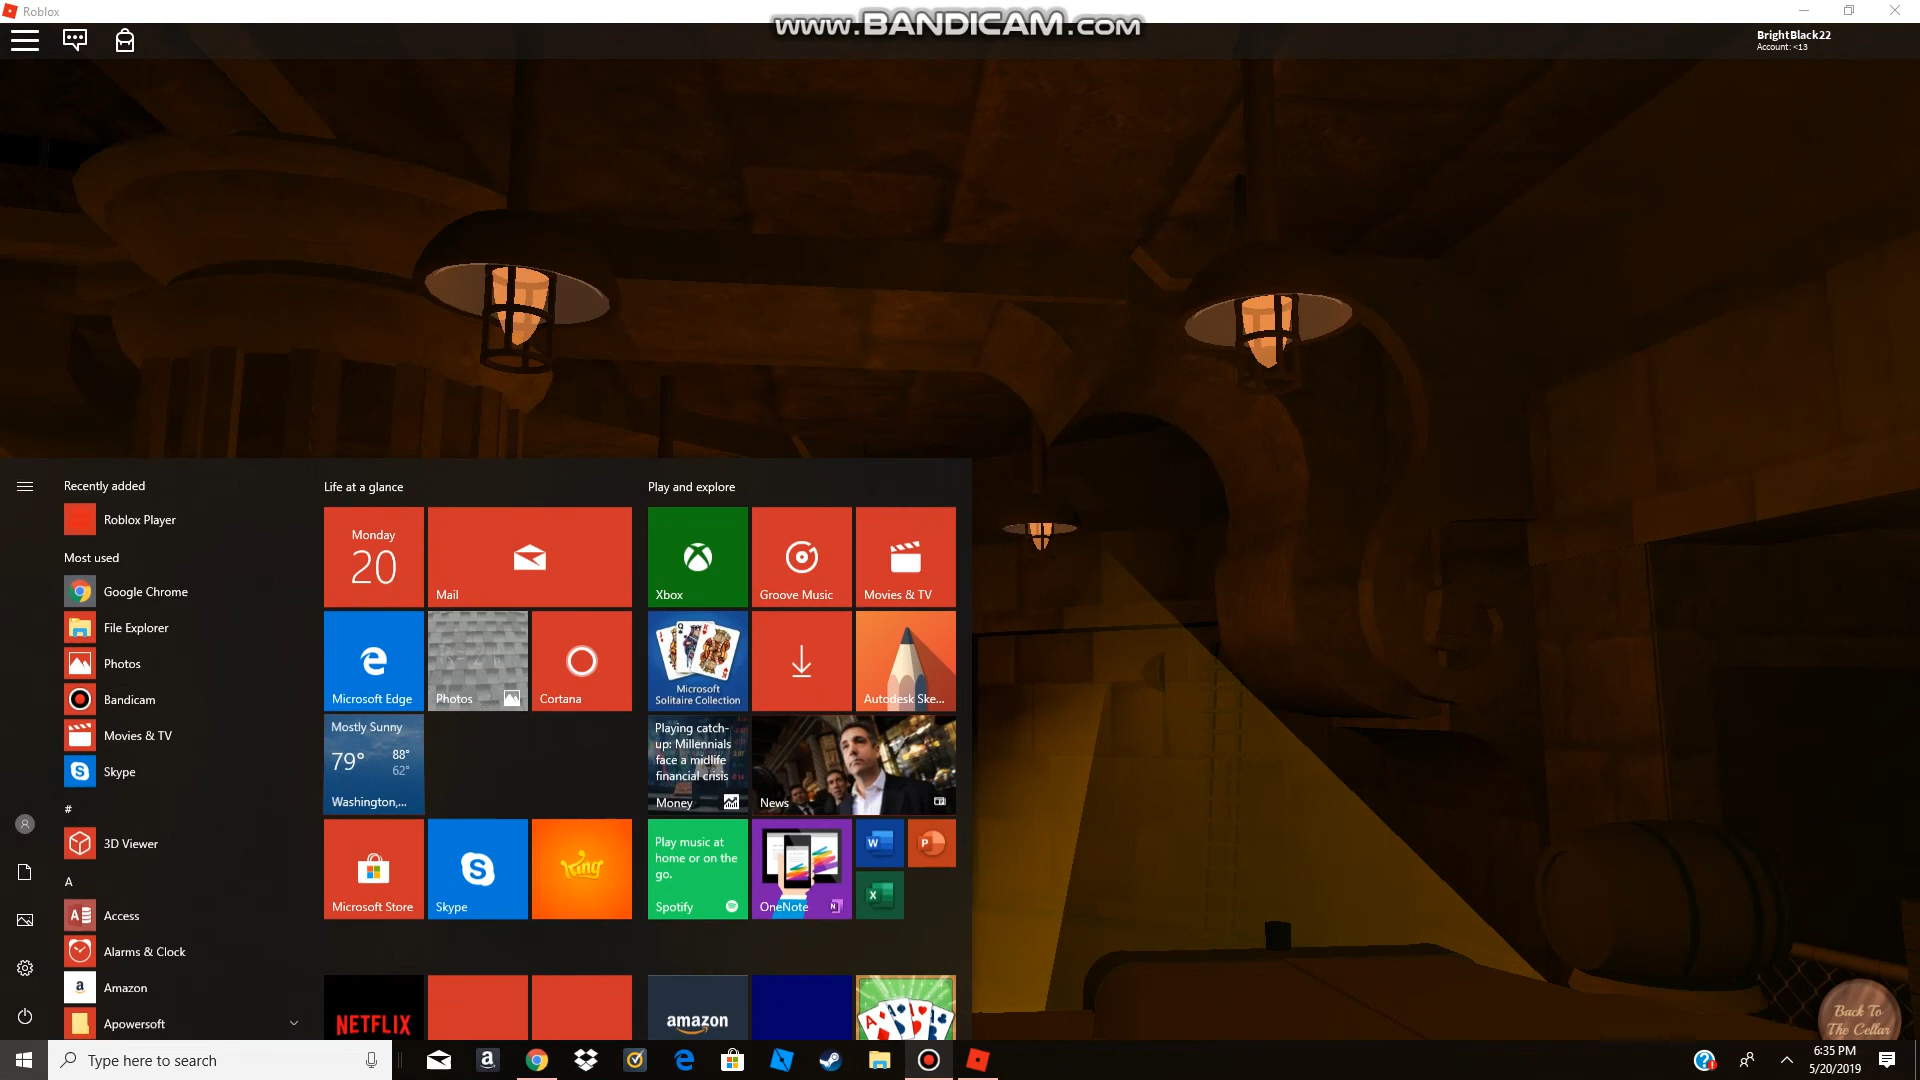 Roblox
www.BANDICAM.com
BrightBlack22
Account: <13
Recently added
Roblox Player
Most used
Google Chrome
File Explorer
Photos
Bandicam
Movies & TV
Skype
#
3D Viewer
A
Access
Alarms & Clock
Amazon
Apowersoft
Life at a glance
Monday
20
Mail
Microsoft Edge
Photos
Cortana
Mostly Sunny
79°
88°
62°
Washington,...
Microsoft Store
Skype
King
NETFLIX
Play and explore
Xbox
Groove Music
Movies & TV
Microsoft
Solitaire Collection
Autodesk Ske...
Playing catch-
up: Millennials
face a midlife
financial crisis
Money
News
Play music at
home or on the
go.
Spotify
OneNote
amazon
Back To
The Cellar
Type here to search
6:35 PM
5/20/2019